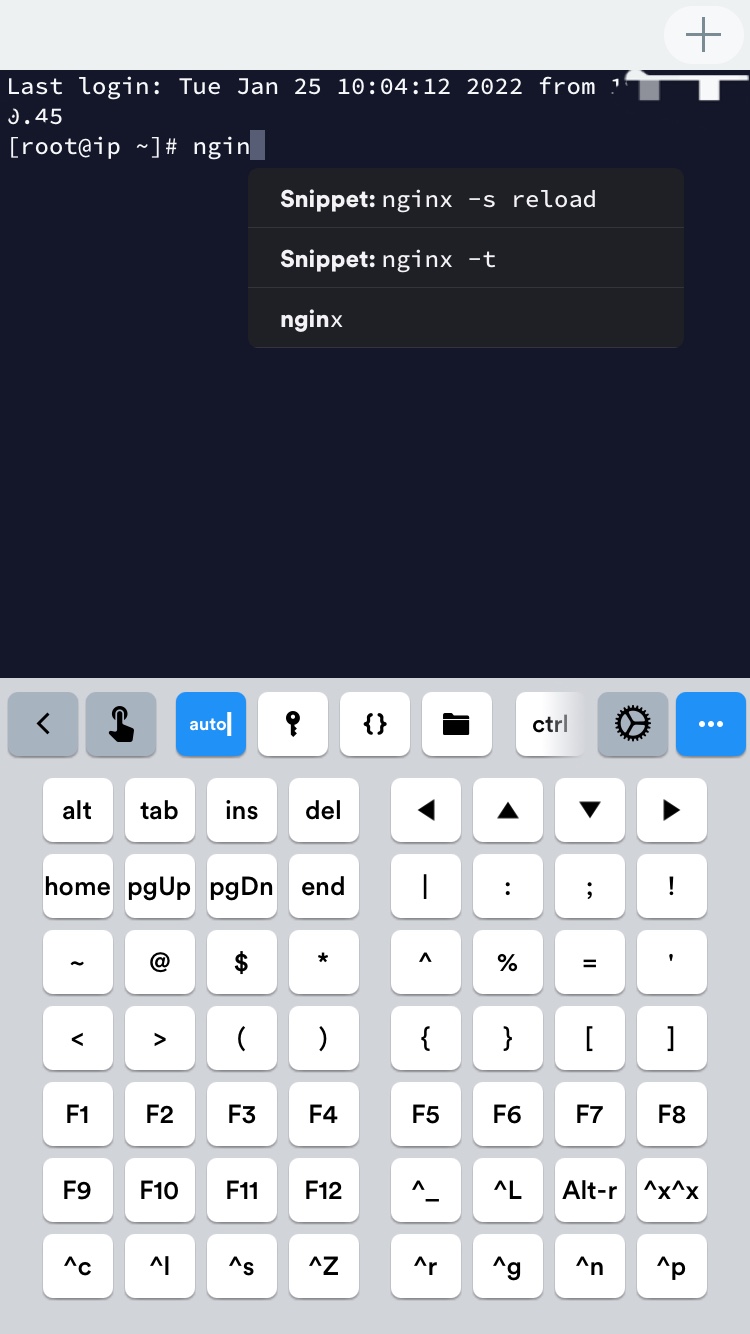 Last login: Tue Jan 25 10:04:12 2022 from
0.45
[root@ip ~]# ngin
Snippet: nginx -s reload
Snippet: nginx -t
nginx
auto {} ctrl ...
alt tab ins del ◀ ▲ ▼ ▶
home pgUp pgDn end | : ; !
~ @ $ * ^ % = '
< > ( ) { } [ ]
F1 F2 F3 F4 F5 F6 F7 F8
F9 F10 F11 F12 ^_ ^L Alt-r ^x^x
^c ^l ^s ^Z ^r ^g ^n ^p